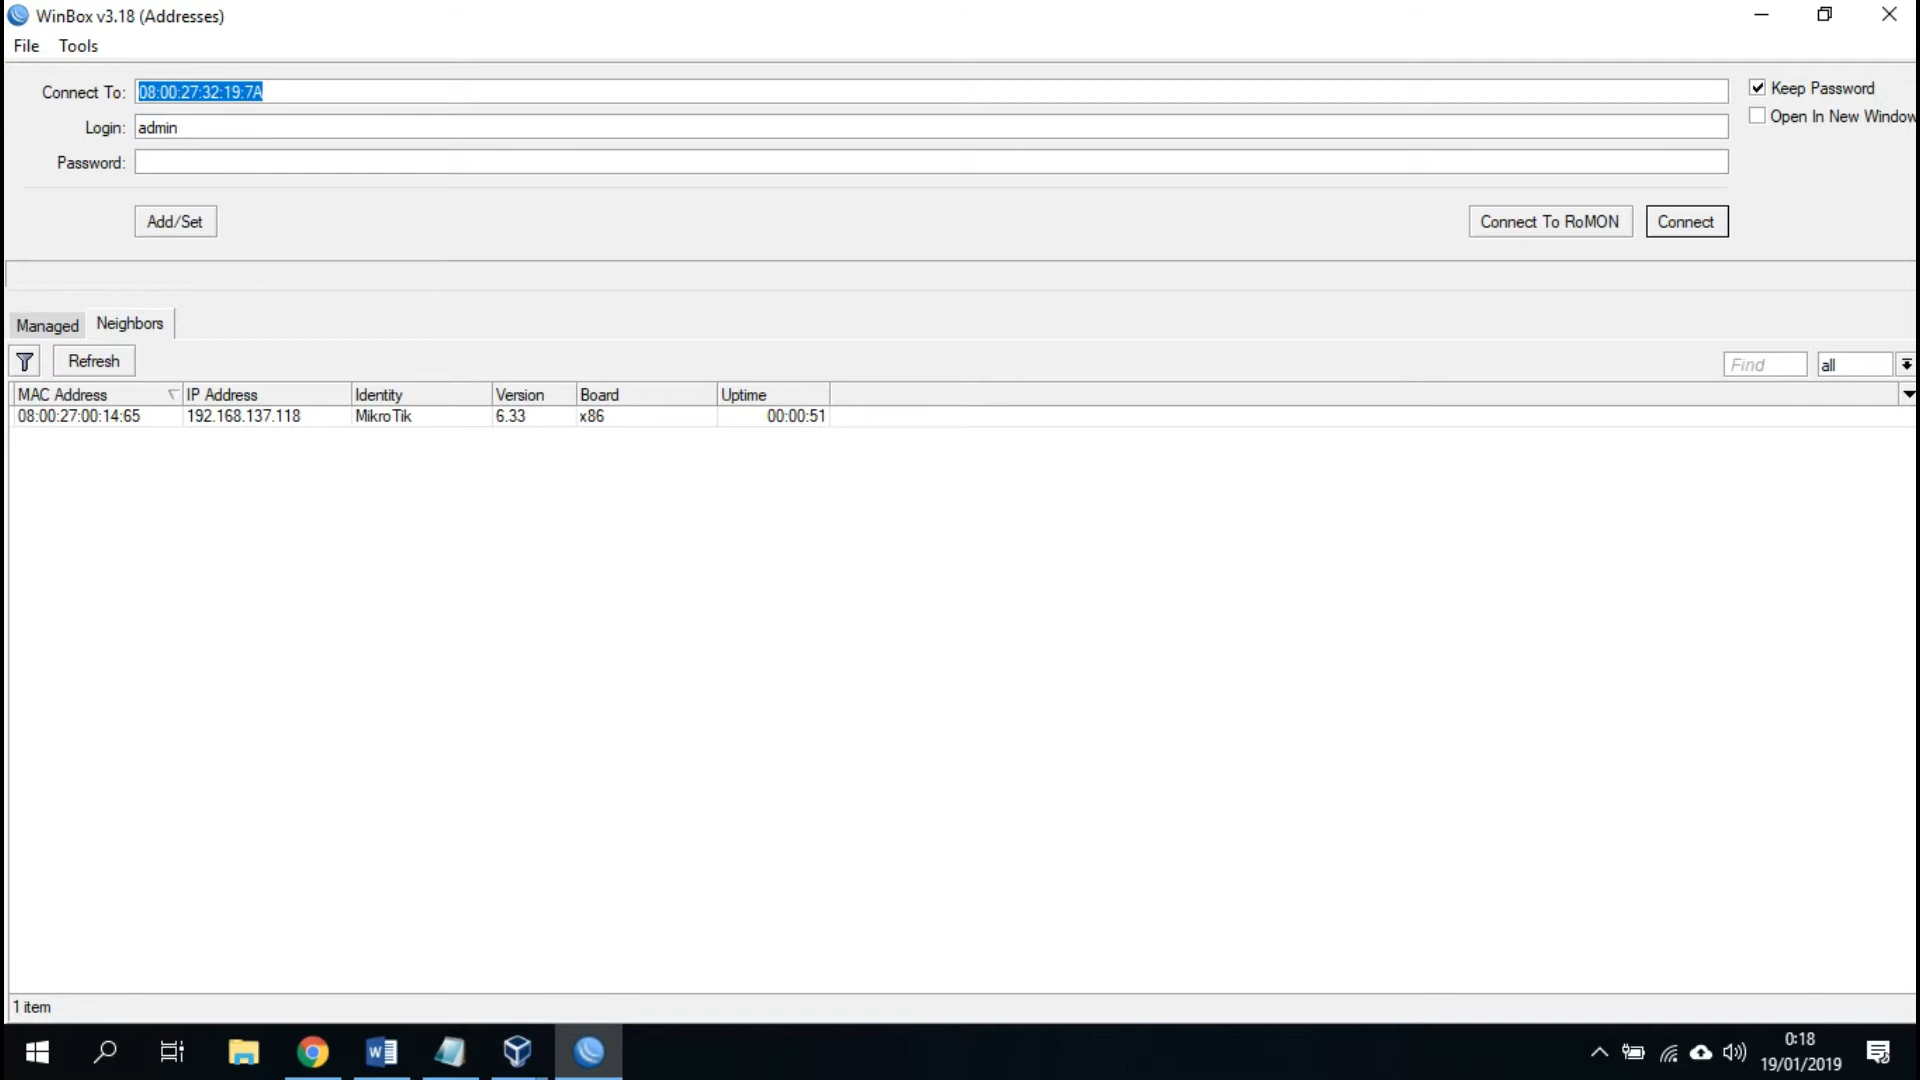 WinBox v3.18 (Addresses)
File Tools
Connect To: 08:00:27:32:19:7A
Keep Password
Login: admin
Open In New Window
Password:
Add/Set
Connect To RoMON
Connect
Managed
Neighbors
Refresh
Find
all
MAC Address IP Address Identity Version Board Uptime
08:00:27:00:14:65 192.168.137.118 MikroTik 6.33 x86 00:00:51
1 item
0:18
19/01/2019